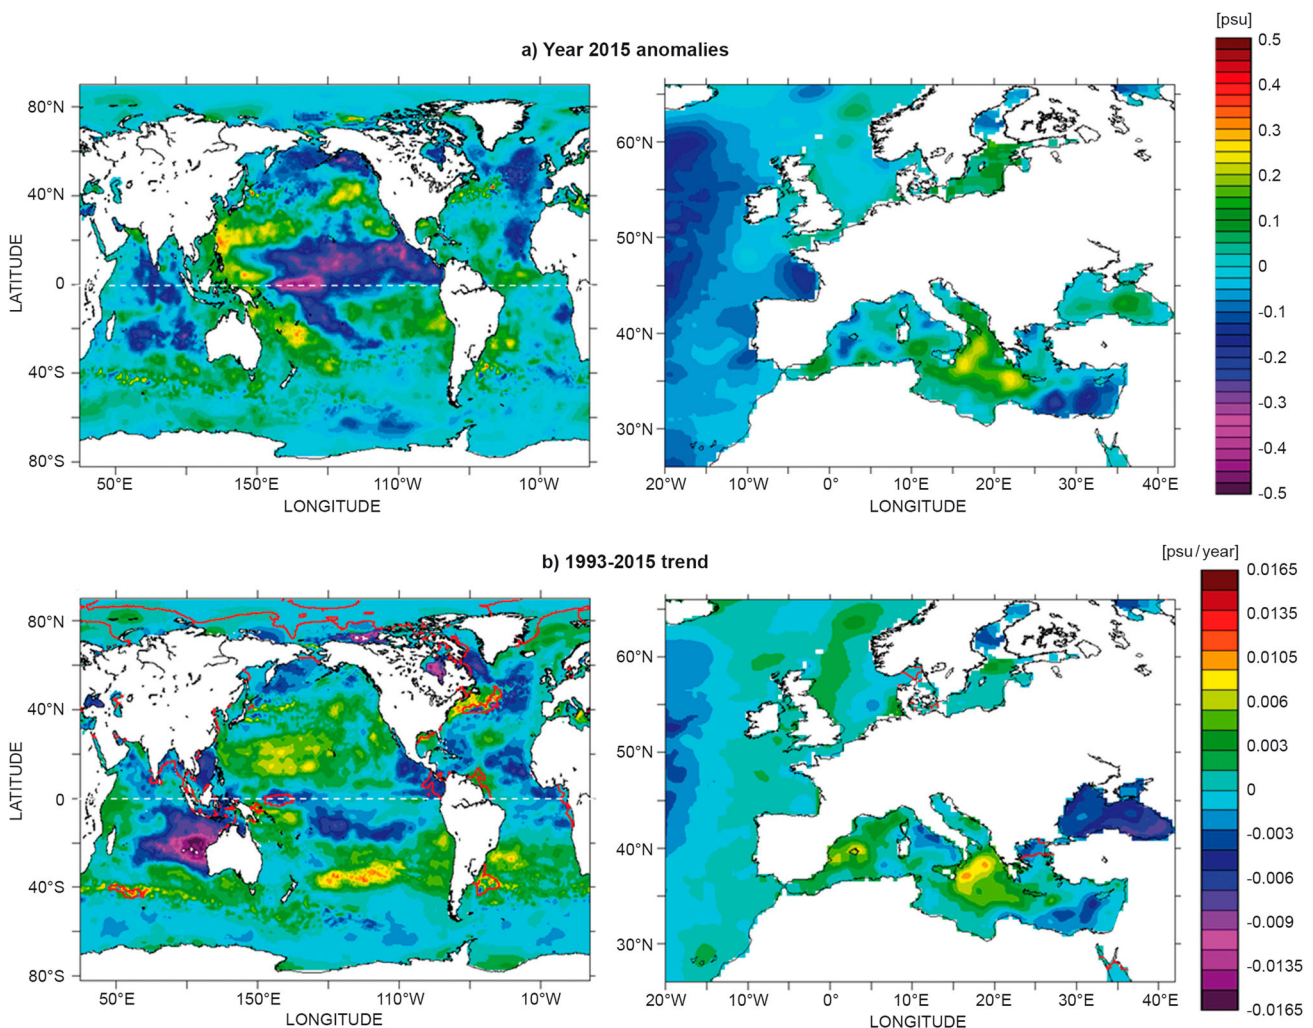 [psu]
a) Year 2015 anomalies
0.5
0.4
0.3
0.2
0.1
0
-0.1
-0.2
-0.3
-0.4
-0.5
LATITUDE
80°N
40°N
0
40°S
80°S
50°E 150°E 110°W 10°W
LONGITUDE
60°N
50°N
40°N
30°N
20°W 10°W 0° 10°E 20°E 30°E 40°E
LONGITUDE
[psu/year]
b) 1993-2015 trend
0.0165
0.0135
0.0105
0.006
0.003
0
-0.003
-0.006
-0.009
-0.0135
-0.0165
LATITUDE
80°N
40°N
0
40°S
80°S
50°E 150°E 110°W 10°W
LONGITUDE
60°N
50°N
40°N
30°N
20°W 10°W 0° 10°E 20°E 30°E 40°E
LONGITUDE